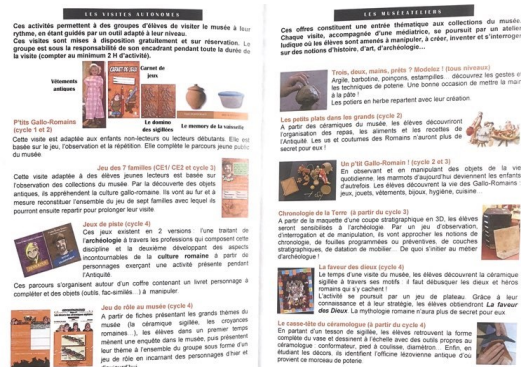 LES VISITES AUTONOMES
Ces activités permettent à des groupes d'élèves de visiter le musée à leur
rythme, en étant guidés par un outil adapté à leur niveau.
Ces visites sont mises à disposition gratuitement et sur réservation. Le
groupe est sous la responsabilité de son encadrant pendant toute la durée de
la visite (compter au minimum 2 H d'activité).
Vêtements
antiques
Carnet de
jeux
Le domino
des sigillées
Le memory de la vaisselle
P'tits Gallo-Romains
(cycle 1 et 2)
Cette visite est adaptée aux enfants non-lecteurs ou lecteurs débutants. Elle est
basée sur le jeu, l'observation et la répétition. Elle complète le parcours jeune public
du musée.
Jeu des 7 familles (CE1/ CE2 et cycle 3)
Cette visite adaptée à des élèves jeunes lecteurs est basée sur
l'observation des collections du musée. Par la découverte des objets
antiques, ils appréhendent la culture gallo-romaine. Ils vont au fur et à
mesure reconstituer l'ensemble du jeu de sept familles avec lequel ils
pourront ensuite repartir pour prolonger leur visite.
Jeux de piste (cycle 4)
Ces jeux existent en 2 versions : l'une traitant de
l'archéologie à travers les professions qui composent cette
discipline et la deuxième développant des aspects
incontournables de la culture romaine à partir de
personnages exerçant une activité présente pendant
l'Antiquité.
Ces parcours s'organisent autour d'un coffre contenant un livret personnage à
compléter et des objets (outils, fac-similés...) à manipuler.
Jeu de rôle au musée (cycle 4)
A partir de fiches présentant les grands thèmes du
musée (la céramique sigillée, les croyances
romaines...), les élèves dans un premier temps
mènent une enquête dans le musée, puis présentent
leur thème à l'ensemble du groupe sous forme d'un
jeu de rôle en incarnant des personnages d'hier et
LES MUSÉATELIERS
Ces offres constituent une entrée thématique aux collections du musée.
Chaque visite, accompagnée d'une médiatrice, se poursuit par un atelier
ludique où les élèves sont amenés à manipuler, à créer, inventer et s'interroger
sur des notions d'histoire, d'art, d'archéologie...
Trois, deux, mains, prêts ? Modelez ! (tous niveaux)
Argile, barbotine, poinçons, estampilles... découvrez les gestes et
les techniques de poterie. Une bonne occasion de mettre la main
à la pâte !
Les potiers en herbe repartent avec leur création.
Les petits plats dans les grands (cycle 2)
A partir des céramiques du musée, les élèves découvriront
l'organisation des repas, les aliments et les recettes de
l'Antiquité. Les us et coutumes des Romains n'auront plus de
secret pour eux !
Un p'tit Gallo-Romain ! (cycle 2 et 3)
En observant et en manipulant des objets de la vie
quotidienne, les marmots d'aujourd'hui deviennent les enfants
d'autrefois. Les élèves découvrent la vie des Gallo-Romains :
jeux, jouets, vêtements, bijoux, hygiène, cuisine...
Chronologie de la Terre (à partir du cycle 3)
A partir de la maquette d'une coupe stratigraphique en 3D, les élèves
seront sensibilisés à l'archéologie. Par un jeu d'observation,
d'interrogation et de manipulation, ils vont approcher les notions de
chronologie, de fouilles programmées ou préventives, de couches
stratigraphiques, de datation de mobilier... De quoi s'initier au métier
d'archéologue !
La faveur des dieux (cycle 4)
Le temps d'une visite du musée, les élèves découvrent la céramique
sigillée à travers ses motifs : il faut débusquer les dieux et héros
romains qui s'y cachent !
L'activité se poursuit par un jeu de plateau. Grâce à leur
connaissance et à leur stratégie, les élèves obtiendront La faveur
des Dieux. La mythologie romaine n'aura plus de secret pour eux
Le casse-tête du céramologue (à partir du cycle 4)
En partant d'un tesson de sigillée, les élèves retrouvent la forme
complète du vase et dessinent à l'échelle avec des outils propres au
céramologue : conformateur, pied à coulisse, diamètron... Enfin, en
étudiant les décors, ils identifient l'officine lézovienne antique d'où
provient ce morceau de poterie.